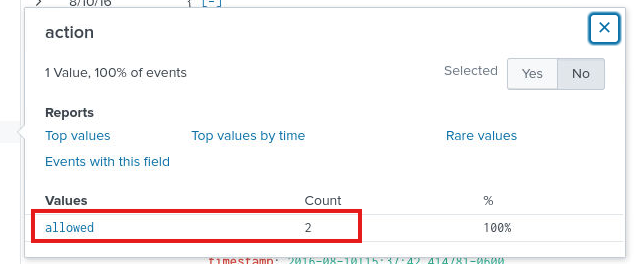 8/10/16 { [-]
action
1 Value, 100% of events
Selected Yes No
Reports
Top values Top values by time Rare values
Events with this field
Values Count %
allowed 2 100%
timestamp: 2016-08-10T15:37:42.414781-0600